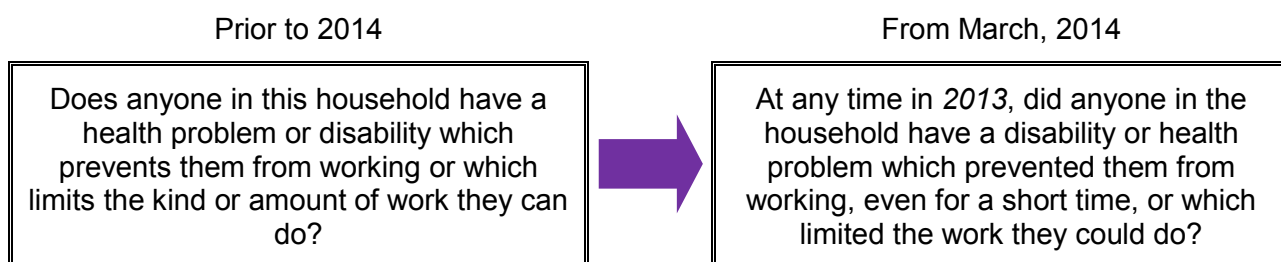 Prior to 2014
Does anyone in this household have a
health problem or disability which
prevents them from working or which
limits the kind or amount of work they can
do?
From March, 2014
At any time in 2013, did anyone in the
household have a disability or health
problem which prevented them from
working, even for a short time, or which
limited the work they could do?